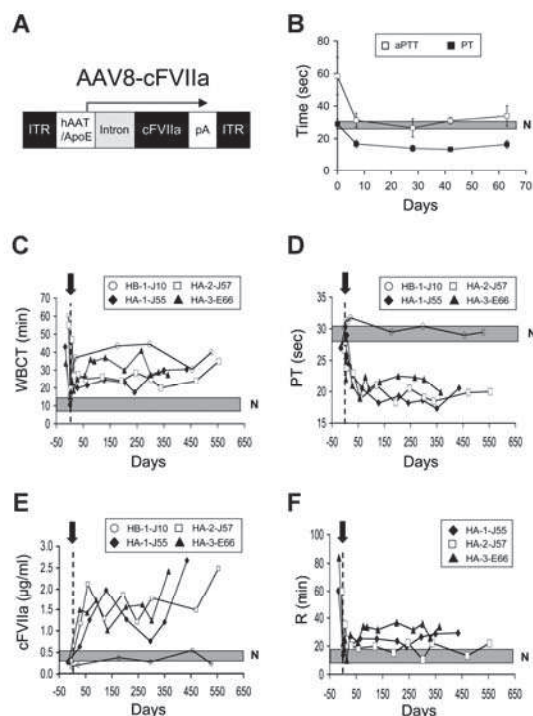 A
AAV8-cFVIIa
ITR
hAAT
/ApoE
Intron
cFVIIa
pA
ITR
B
aPTT
PT
Time (sec)
80
60
40
20
0
N
0 10 20 30 40 50 60 70
Days
C
HB-1-J10
HA-2-J57
HA-1-J55
HA-3-E66
WBCT (min)
70
60
50
40
30
20
10
0
N
-50 50 150 250 350 450 550 650
Days
D
HB-1-J10
HA-2-J57
HA-1-J55
HA-3-E66
PT (sec)
35
30
25
20
15
N
-50 50 150 250 350 450 550 650
Days
E
HB-1-J10
HA-2-J57
HA-1-J55
HA-3-E66
cFVIIa (µg/ml)
3.0
2.5
2.0
1.5
1.0
0.5
0.0
N
-50 50 150 250 350 450 550 650
Days
F
HA-1-J55
HA-2-J57
HA-3-E66
R (min)
100
80
60
40
20
0
N
-50 50 150 250 350 450 550 650
Days